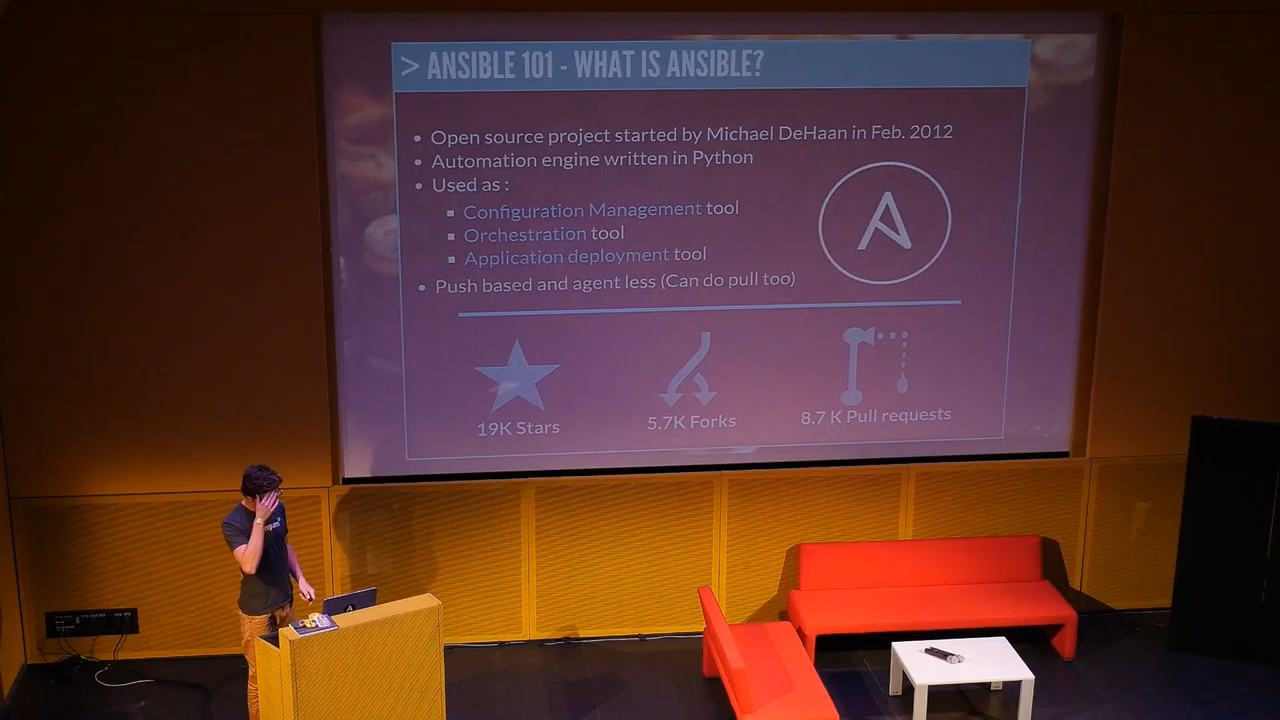 > ANSIBLE 101 - WHAT IS ANSIBLE?
Open source project started by Michael DeHaan in Feb. 2012
Automation engine written in Python
Used as :
Configuration Management tool
Orchestration tool
Application deployment tool
Push based and agent less (Can do pull too)
19K Stars
5.7K Forks
8.7 K Pull requests